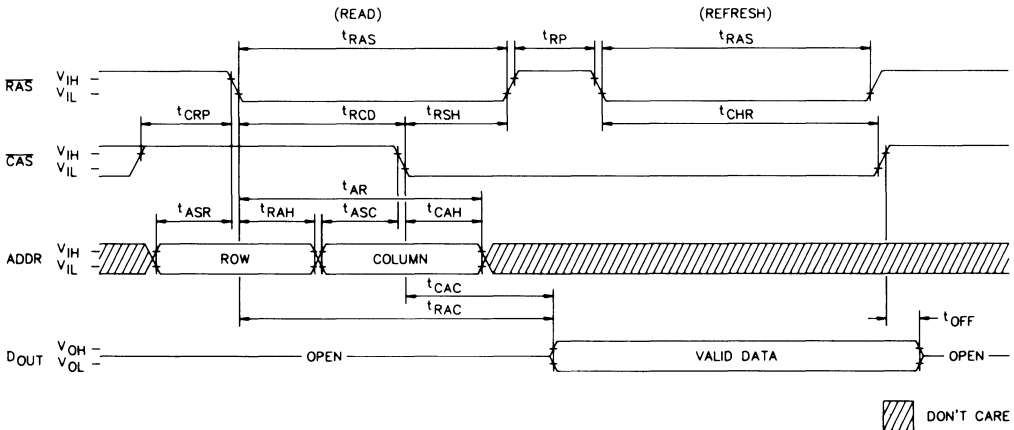 (READ) (REFRESH)
tRAS tRP tRAS
RAS VIH
VIL
tCRP tRCD tRSH tCHR
CAS VIH
VIL
tAR
tASR tRAH tASC tCAH
ADDR VIH
VIL
ROW COLUMN
tCAC
tRAC
tOFF
DOUT VOH
VOL
OPEN VALID DATA OPEN
DON'T CARE